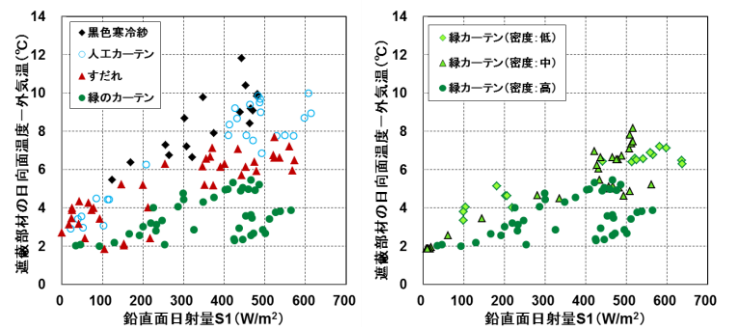 14
12
10
8
6
4
2
0
0
100
200
300
400
500
600
700
遮蔽部材の日向面温度－外気温(℃)
鉛直面日射量S1(W/m²)
黒色寒冷紗
人工カーテン
すだれ
緑のカーテン
14
12
10
8
6
4
2
0
0
100
200
300
400
500
600
700
遮蔽部材の日向面温度－外気温(℃)
鉛直面日射量S1(W/m²)
緑カーテン(密度：低)
緑カーテン(密度：中)
緑カーテン(密度：高)